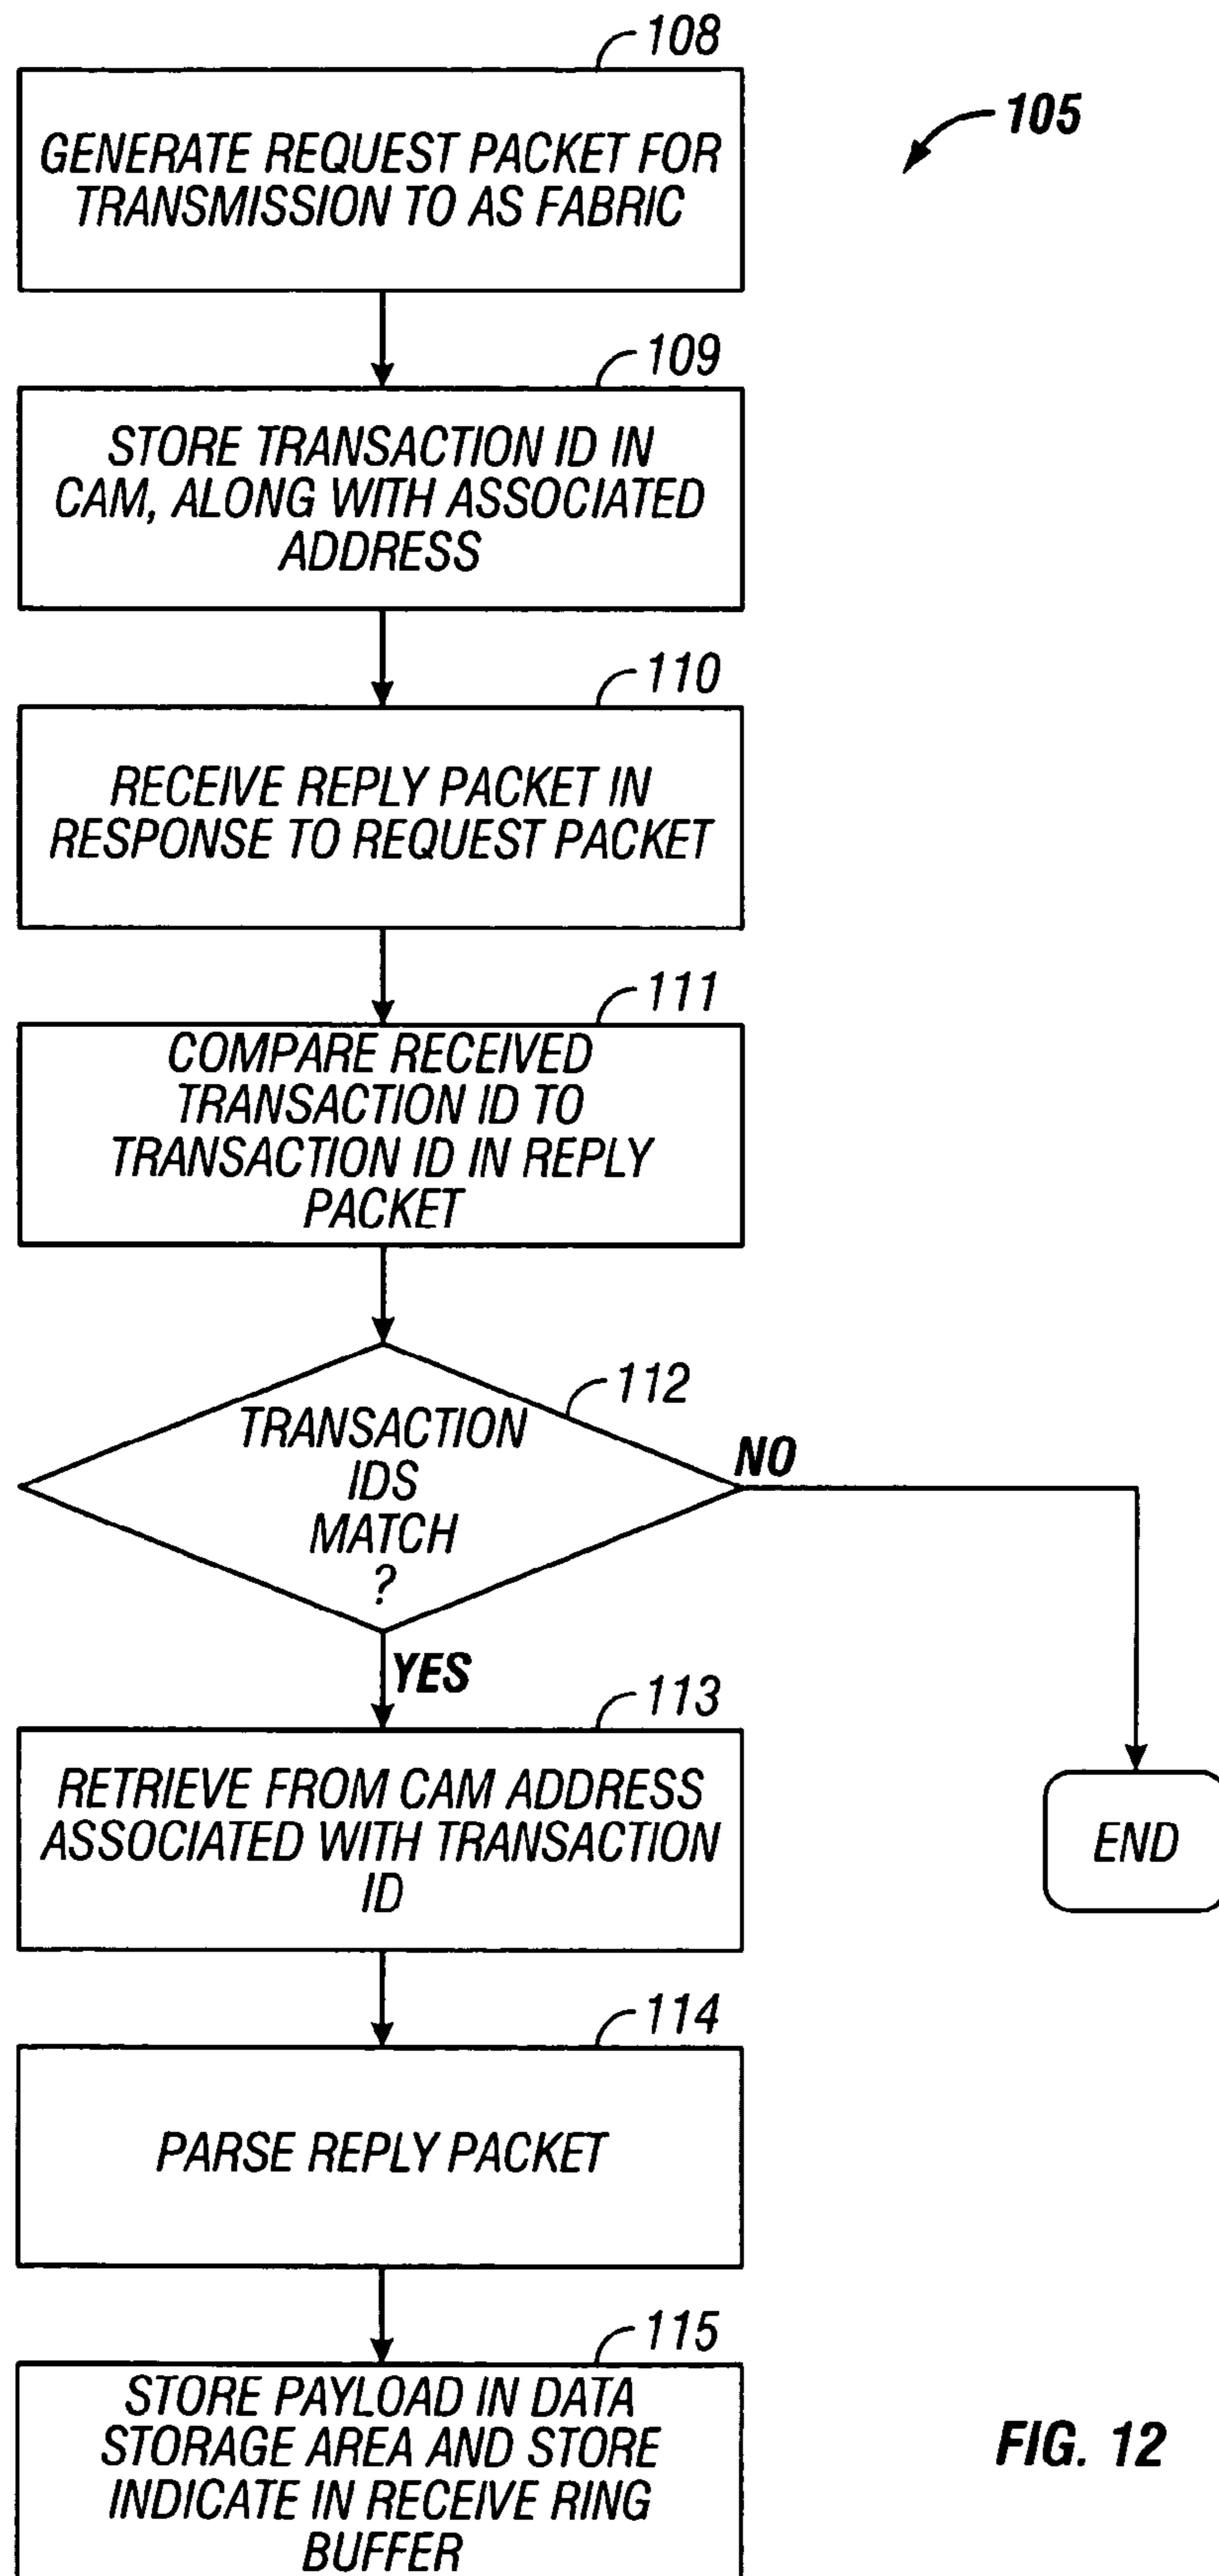 108
105
GENERATE REQUEST PACKET FOR
TRANSMISSION TO AS FABRIC
109
STORE TRANSACTION ID IN
CAM, ALONG WITH ASSOCIATED
ADDRESS
110
RECEIVE REPLY PACKET IN
RESPONSE TO REQUEST PACKET
111
COMPARE RECEIVED
TRANSACTION ID TO
TRANSACTION ID IN REPLY
PACKET
112
TRANSACTION
IDS
MATCH
?
NO
YES
113
RETRIEVE FROM CAM ADDRESS
ASSOCIATED WITH TRANSACTION
ID
END
114
PARSE REPLY PACKET
115
STORE PAYLOAD IN DATA
STORAGE AREA AND STORE
INDICATE IN RECEIVE RING
BUFFER
FIG. 12